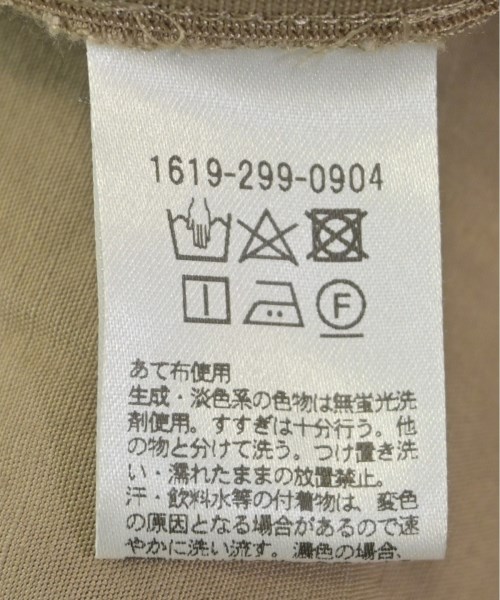 1619-299-0904
F
あて布使用
生成・淡色系の色物は無蛍光洗
剤使用。すすぎは十分行う。他
の物と分けて洗う。つけ置き洗
い・濡れたままの放置禁止。
汗・飲料水等の付着物は、変色
の原因となる場合があるので速
やかに洗い流す。濃色の場合、